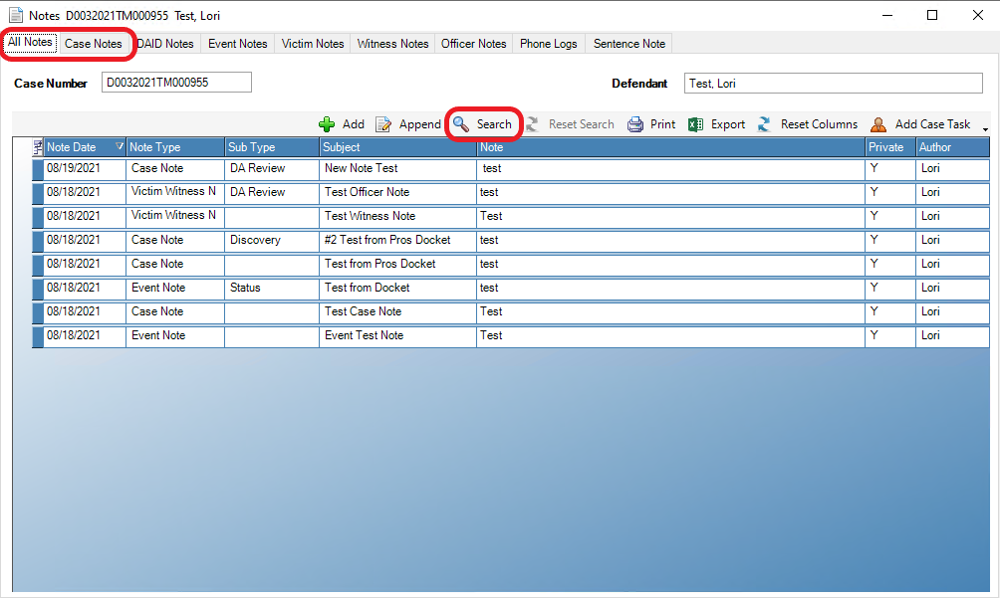 Notes D0032021TM000955 Test, Lori
All Notes Case Notes DAID Notes Event Notes Victim Notes Witness Notes Officer Notes Phone Logs Sentence Note
Case Number D0032021TM000955 Defendant Test, Lori
Add Append Search Reset Search Print Export Reset Columns Add Case Task
Note Date Note Type Sub Type Subject Note Private Author
08/19/2021 Case Note DA Review New Note Test test Y Lori
08/18/2021 Victim Witness N DA Review Test Officer Note test Y Lori
08/18/2021 Victim Witness N Test Witness Note Test Y Lori
08/18/2021 Case Note Discovery #2 Test from Pros Docket test Y Lori
08/18/2021 Case Note Test from Pros Docket test Y Lori
08/18/2021 Event Note Status Test from Docket test Y Lori
08/18/2021 Case Note Test Case Note Test Y Lori
08/18/2021 Event Note Event Test Note Test Y Lori